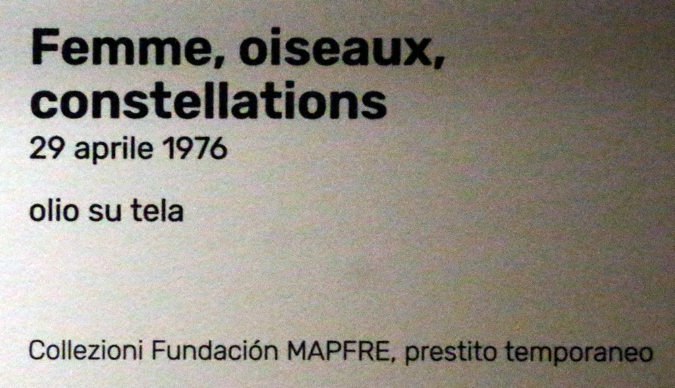 Femme, oiseaux,
constellations
29 aprile 1976
olio su tela
Collezioni Fundación MAPFRE, prestito temporaneo